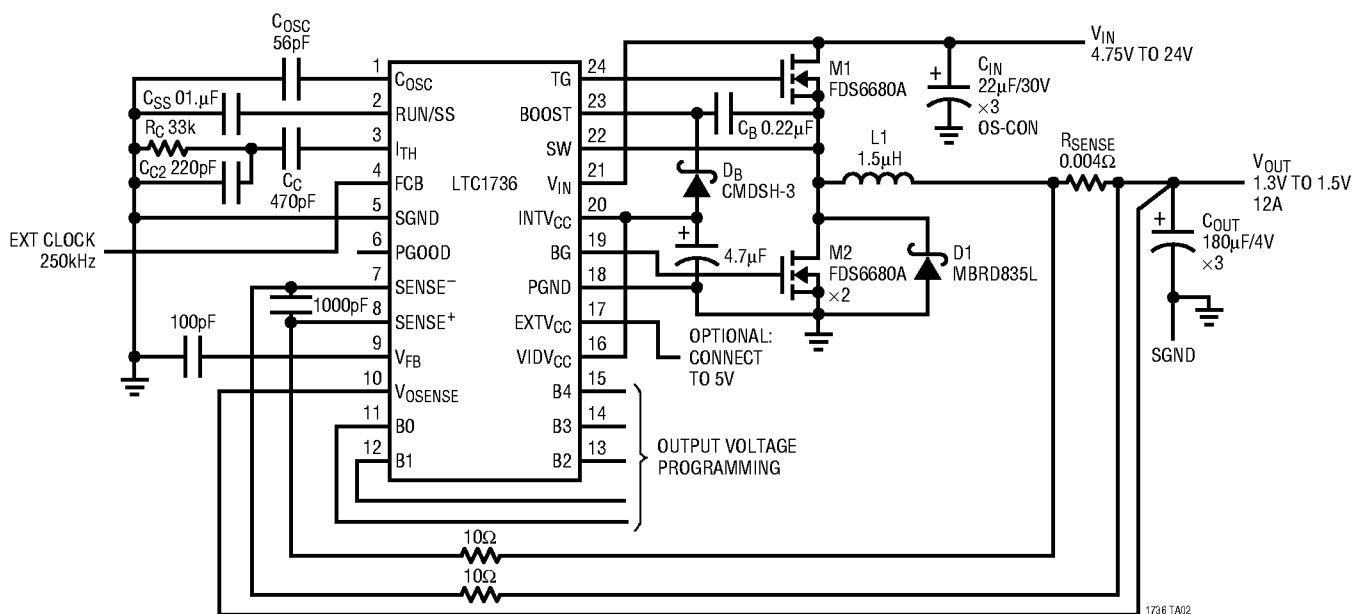 COSC
56pF
CSS 01.µF
RC 33k
CC2 220pF
CC
470pF
EXT CLOCK
250kHz
100pF
1000pF
1
COSC
2
RUN/SS
3
ITH
4
FCB
5
SGND
6
PGOOD
7
SENSE–
8
SENSE+
9
VFB
10
VOSENSE
11
B0
12
B1
LTC1736
24
TG
23
BOOST
22
SW
21
VIN
20
INTVCC
19
BG
18
PGND
17
EXTVCC
16
VIDVCC
15
B4
14
B3
13
B2
M1
FDS6680A
CB 0.22µF
DB
CMDSH-3
+
4.7µF
OPTIONAL:
CONNECT
TO 5V
OUTPUT VOLTAGE
PROGRAMMING
M2
FDS6680A
×2
D1
MBRD835L
L1
1.5µH
VIN
4.75V TO 24V
+
CIN
22µF/30V
×3
OS-CON
RSENSE
0.004Ω
VOUT
1.3V TO 1.5V
12A
+
COUT
180µF/4V
×3
SGND
10Ω
10Ω
1736 TA02